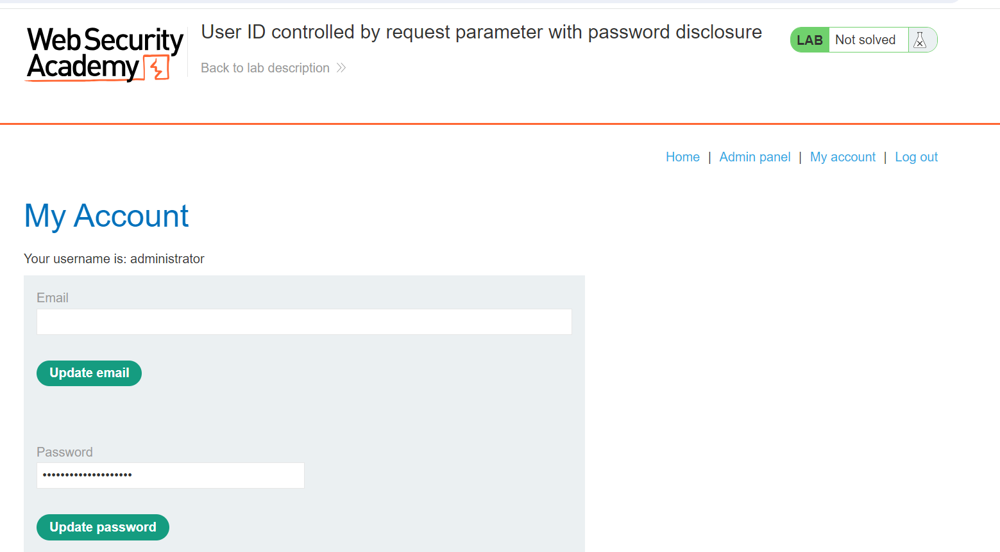 Web Security
Academy
User ID controlled by request parameter with password disclosure
Back to lab description
LAB Not solved
Home | Admin panel | My account | Log out
My Account
Your username is: administrator
Email
Update email
Password
••••••••••••••••••••
Update password